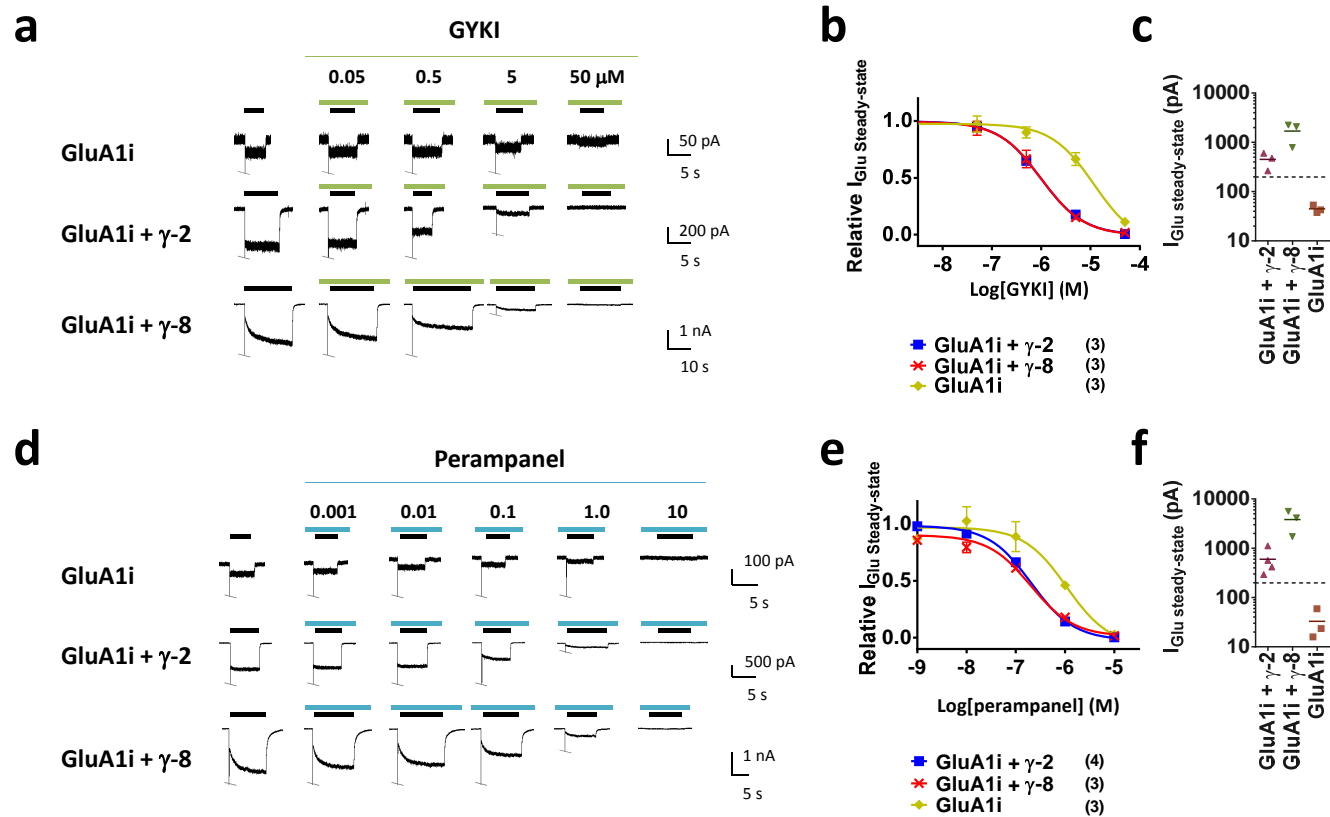 a
GYKI
0.05 0.5 5 50 μM
GluA1i
50 pA
5 s
GluA1i + γ-2
200 pA
5 s
GluA1i + γ-8
1 nA
10 s
b
Relative I Glu Steady-state
1.0
0.5
0.0
-8 -7 -6 -5 -4
Log[GYKI] (M)
GluA1i + γ-2 (3)
GluA1i + γ-8 (3)
GluA1i (3)
c
I Glu steady-state (pA)
10000
1000
100
10
GluA1i + γ-2
GluA1i + γ-8
GluA1i
d
Perampanel
0.001 0.01 0.1 1.0 10
GluA1i
100 pA
5 s
GluA1i + γ-2
500 pA
5 s
GluA1i + γ-8
1 nA
5 s
e
Relative I Glu Steady-state
1.0
0.5
0.0
-9 -8 -7 -6 -5
Log[perampanel] (M)
GluA1i + γ-2 (4)
GluA1i + γ-8 (3)
GluA1i (3)
f
I Glu steady-state (pA)
10000
1000
100
10
GluA1i + γ-2
GluA1i + γ-8
GluA1i